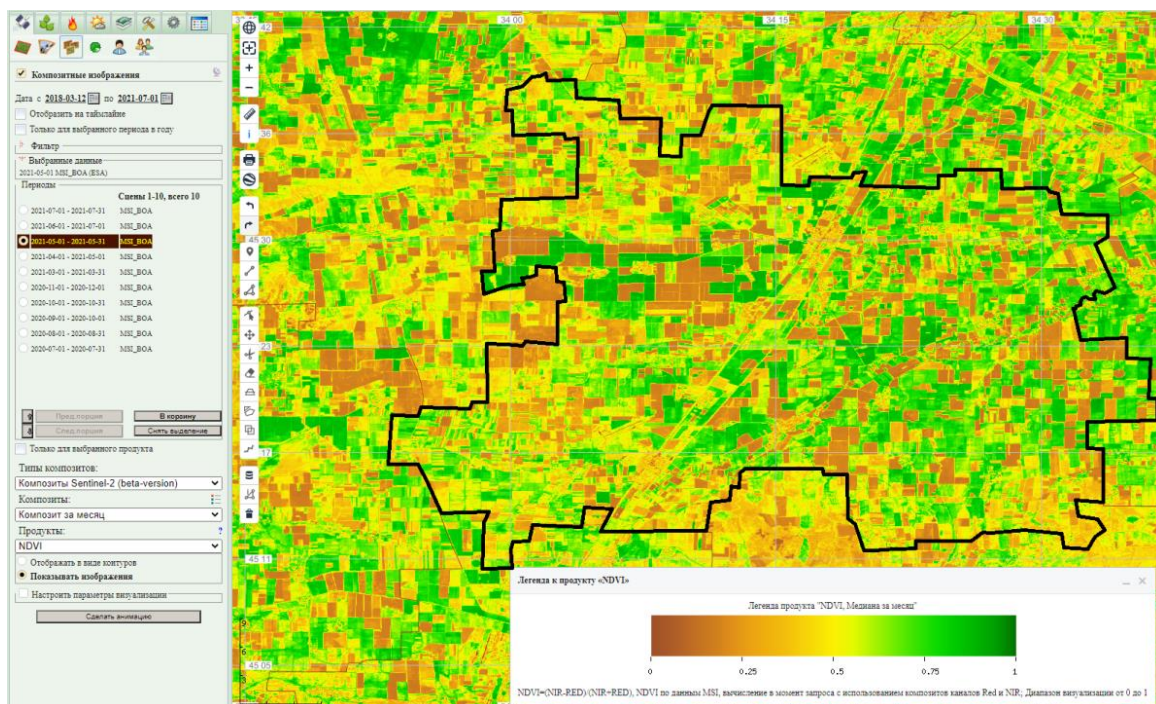 Композитные изображения
Дата с 2018-03-12 по 2021-07-01
Отобразить на таймлайне
Только для выбранного периода в году
Фильтр
Выбранные данные
2021-05-01 MSI_BOA (ESA)
Периоды
Сцены 1-10, всего 10
2021-07-01 - 2021-07-31 MSI_BOA
2021-06-01 - 2021-07-01 MSI_BOA
2021-05-01 - 2021-05-31 MSI_BOA
2021-04-01 - 2021-05-01 MSI_BOA
2021-03-01 - 2021-03-31 MSI_BOA
2020-11-01 - 2020-12-01 MSI_BOA
2020-10-01 - 2020-10-31 MSI_BOA
2020-09-01 - 2020-10-01 MSI_BOA
2020-08-01 - 2020-08-31 MSI_BOA
2020-07-01 - 2020-07-31 MSI_BOA
Пред.порция В корзину
След.порция Снять выделение
Только для выбранного продукта
Типы композитов:
Композиты Sentinel-2 (beta-version)
Композиты:
Композит за месяц
Продукты: ?
NDVI
Отображать в виде контуров
Показывать изображения
Настроить параметры визуализации
Сделать анимацию
34 00 34 15 34 30
42
36
45 30
23
17
45 11
45 05
9
6
3
Легенда к продукту «NDVI»
Легенда продукта "NDVI, Медиана за месяц"
0 0.25 0.5 0.75 1
NDVI=(NIR-RED)/(NIR+RED), NDVI по данным MSI, вычисление в момент запроса с использованием композитов каналов Red и NIR; Диапазон визуализации от 0 до 1